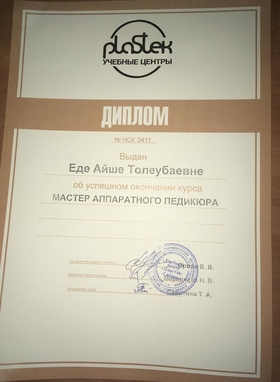 plastek
УЧЕБНЫЕ ЦЕНТРЫ
ДИПЛОМ
№ НСК 3411
Выдан
Еде Айше Толеубаевне
об успешном окончании курса
МАСТЕР АППАРАТНОГО ПЕДИКЮРА
В. В.
Н. В.
Т. А.